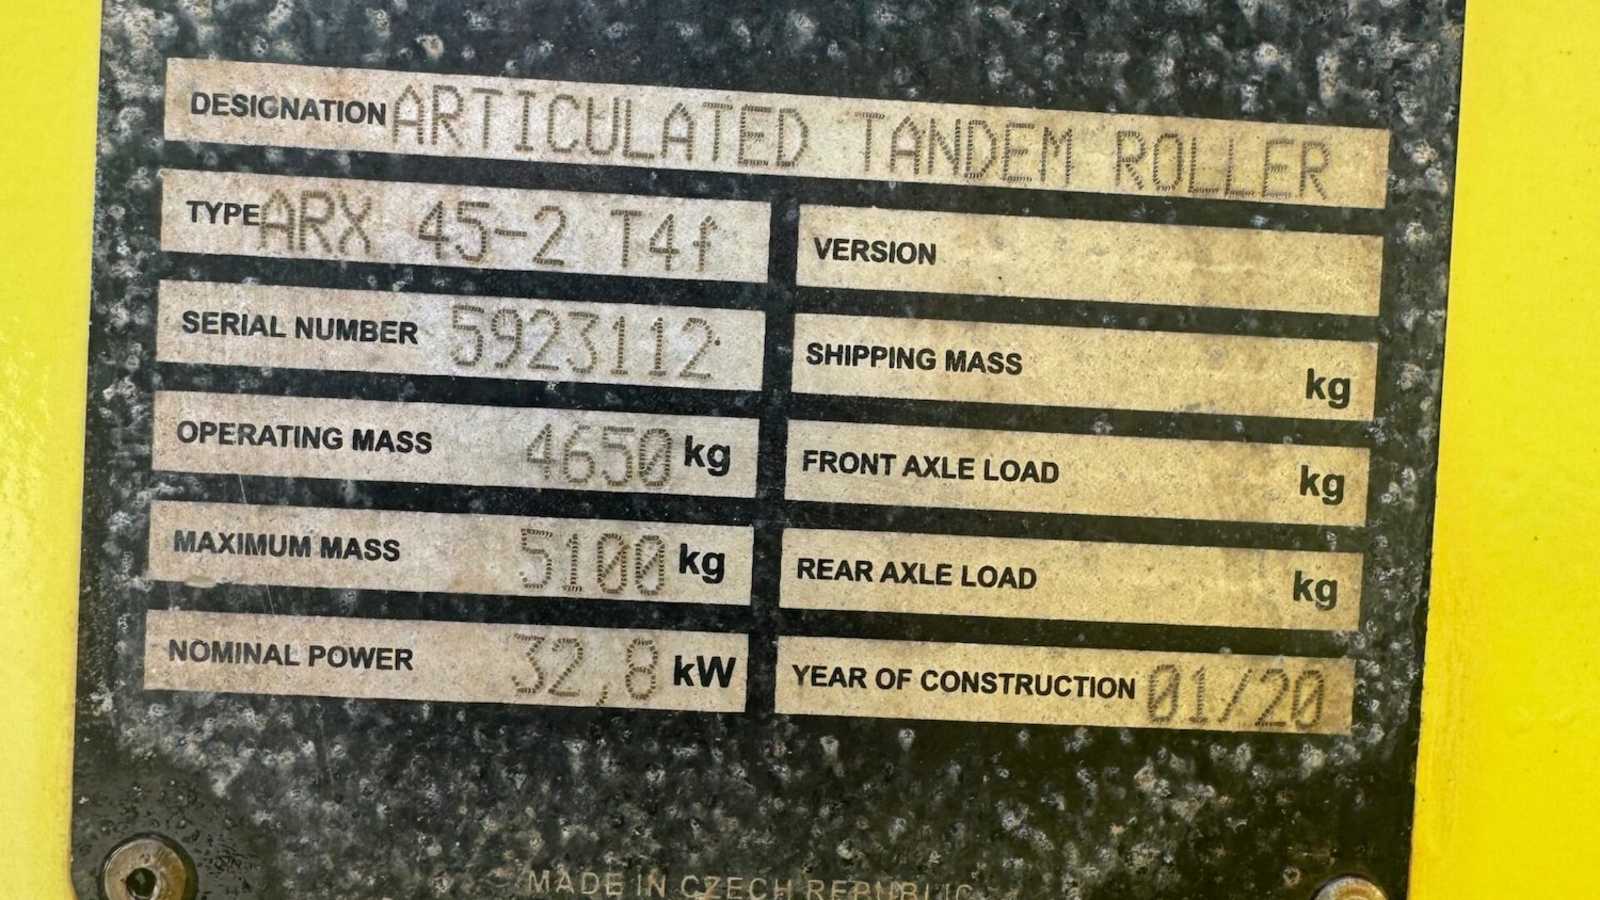 DESIGNATION ARTICULATED TANDEM ROLLER
TYPE ARX 45-2 T4f
VERSION
SERIAL NUMBER 5923112
SHIPPING MASS kg
OPERATING MASS 4650 kg
FRONT AXLE LOAD kg
MAXIMUM MASS 5100 kg
REAR AXLE LOAD kg
NOMINAL POWER 32,8 kW
YEAR OF CONSTRUCTION 01/20
MADE IN CZECH REPUBLIC